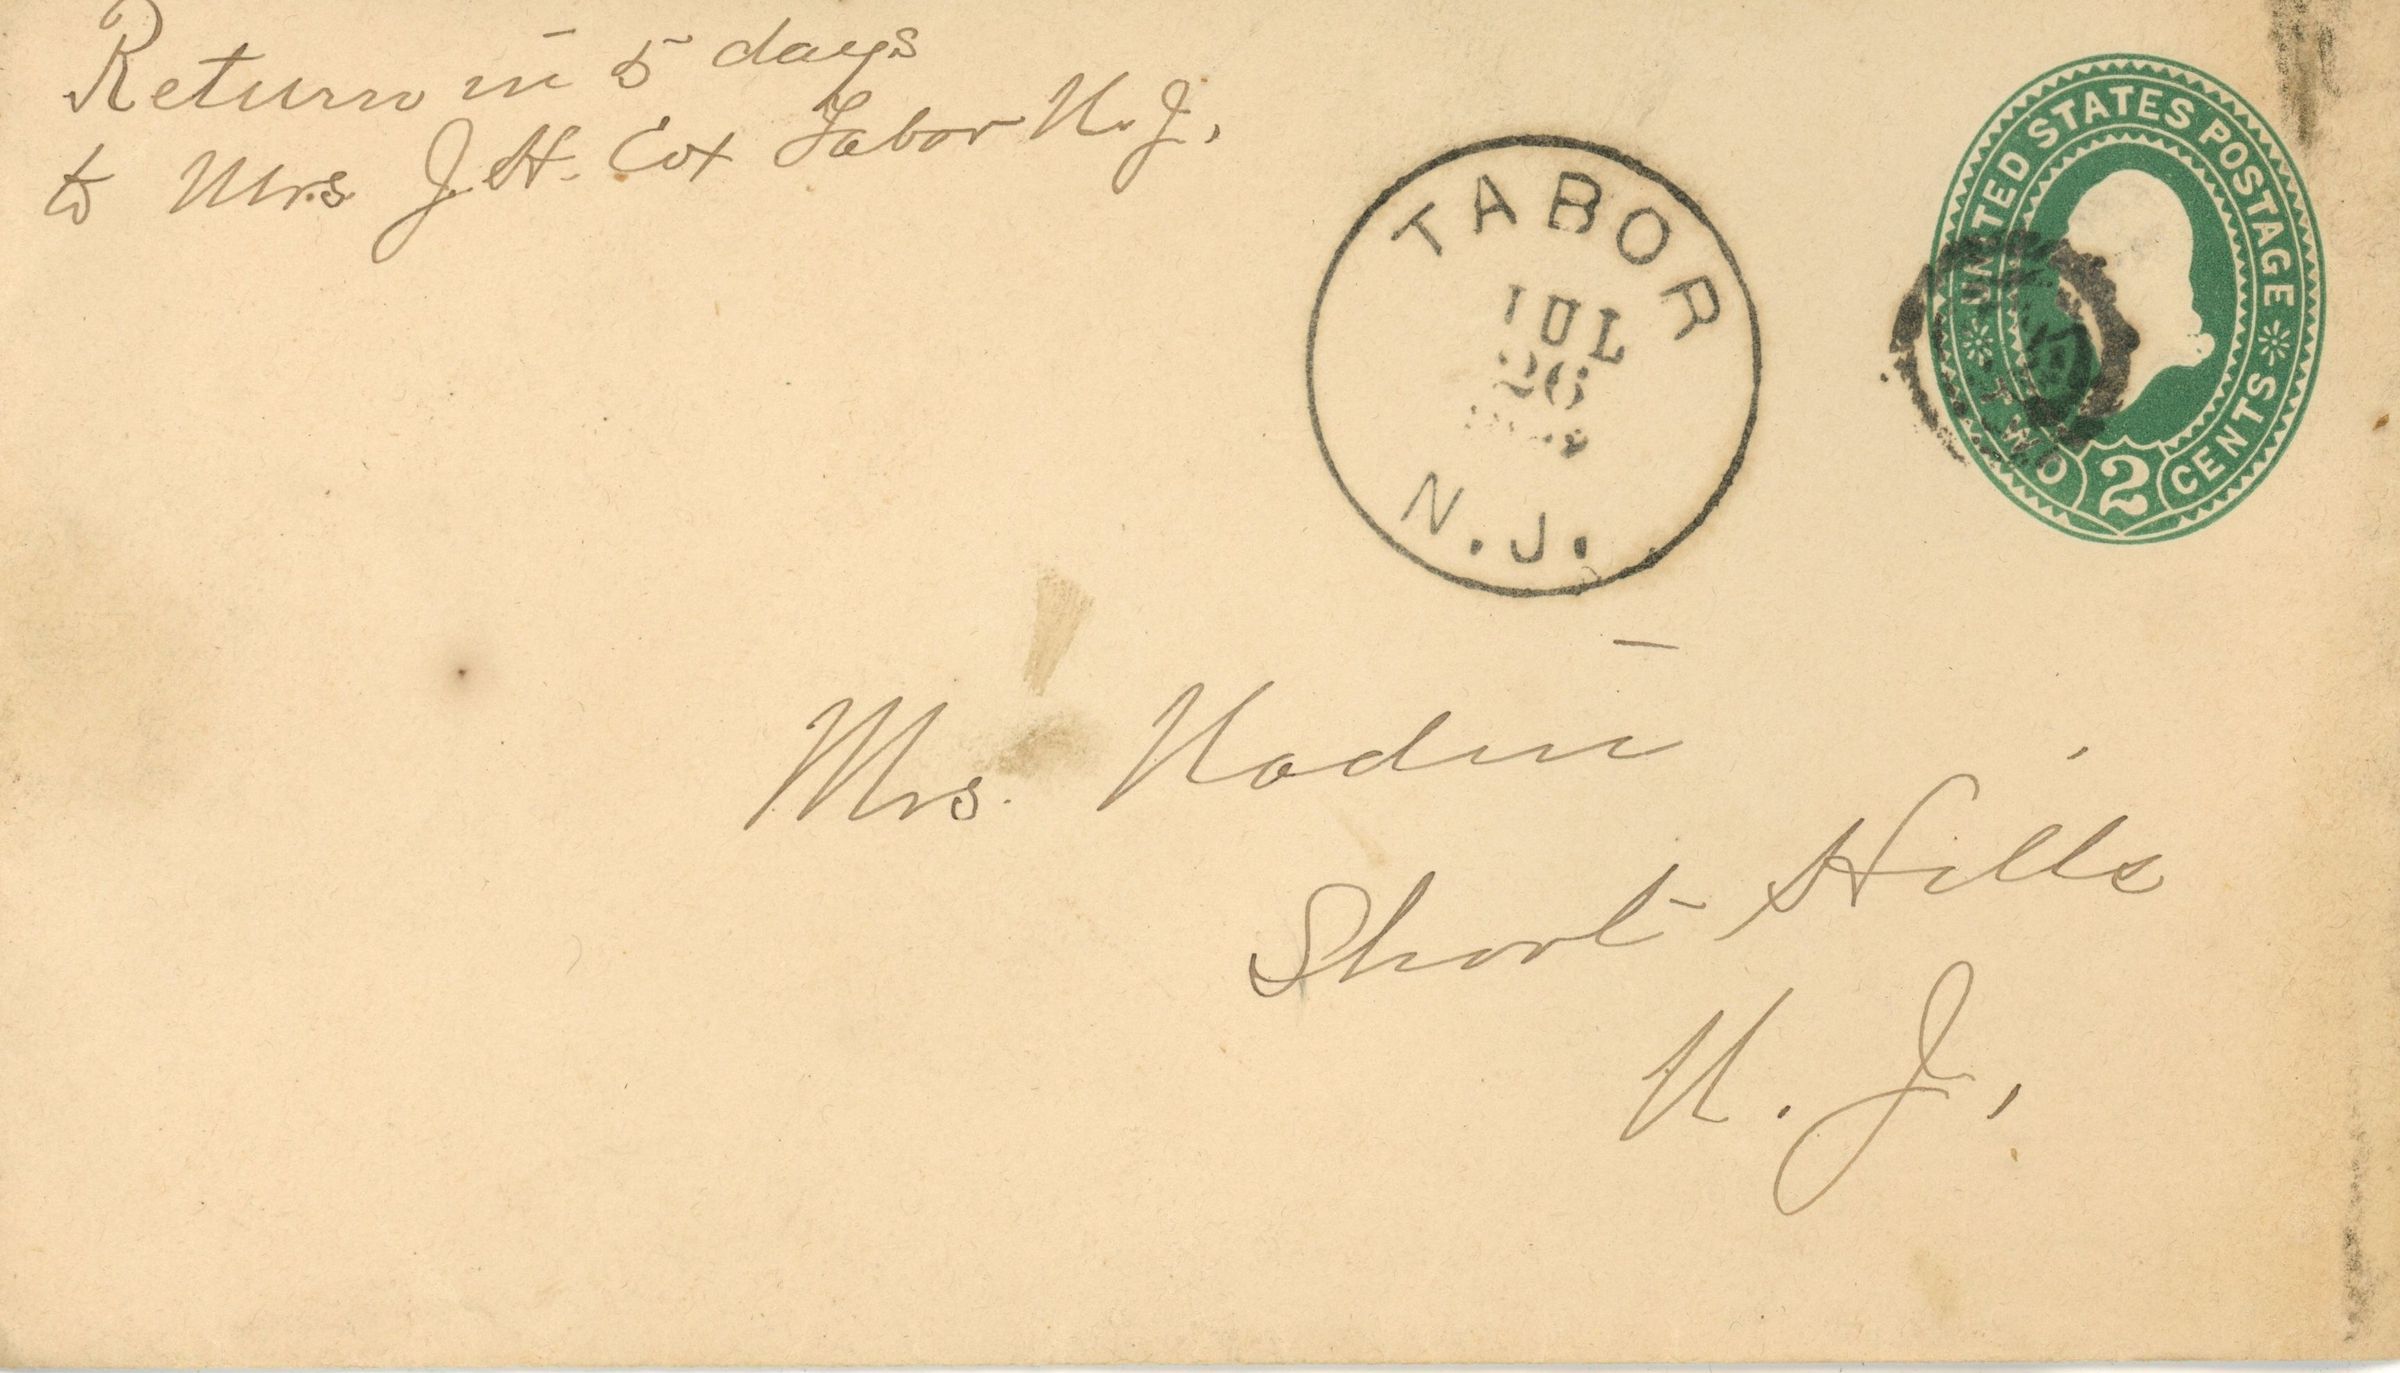 Return in 5 days
to Mrs J. H. Cox Tabor N. J.
UNITED STATES POSTAGE
TWO 2 CENTS
TABOR
JUL
26
N.J.
Mrs.
Short Hills
N. J.